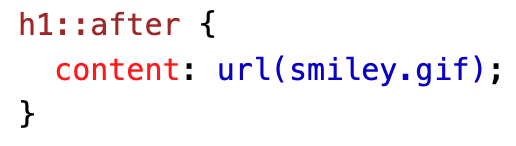 h1::after {
  content: url(smiley.gif);
}